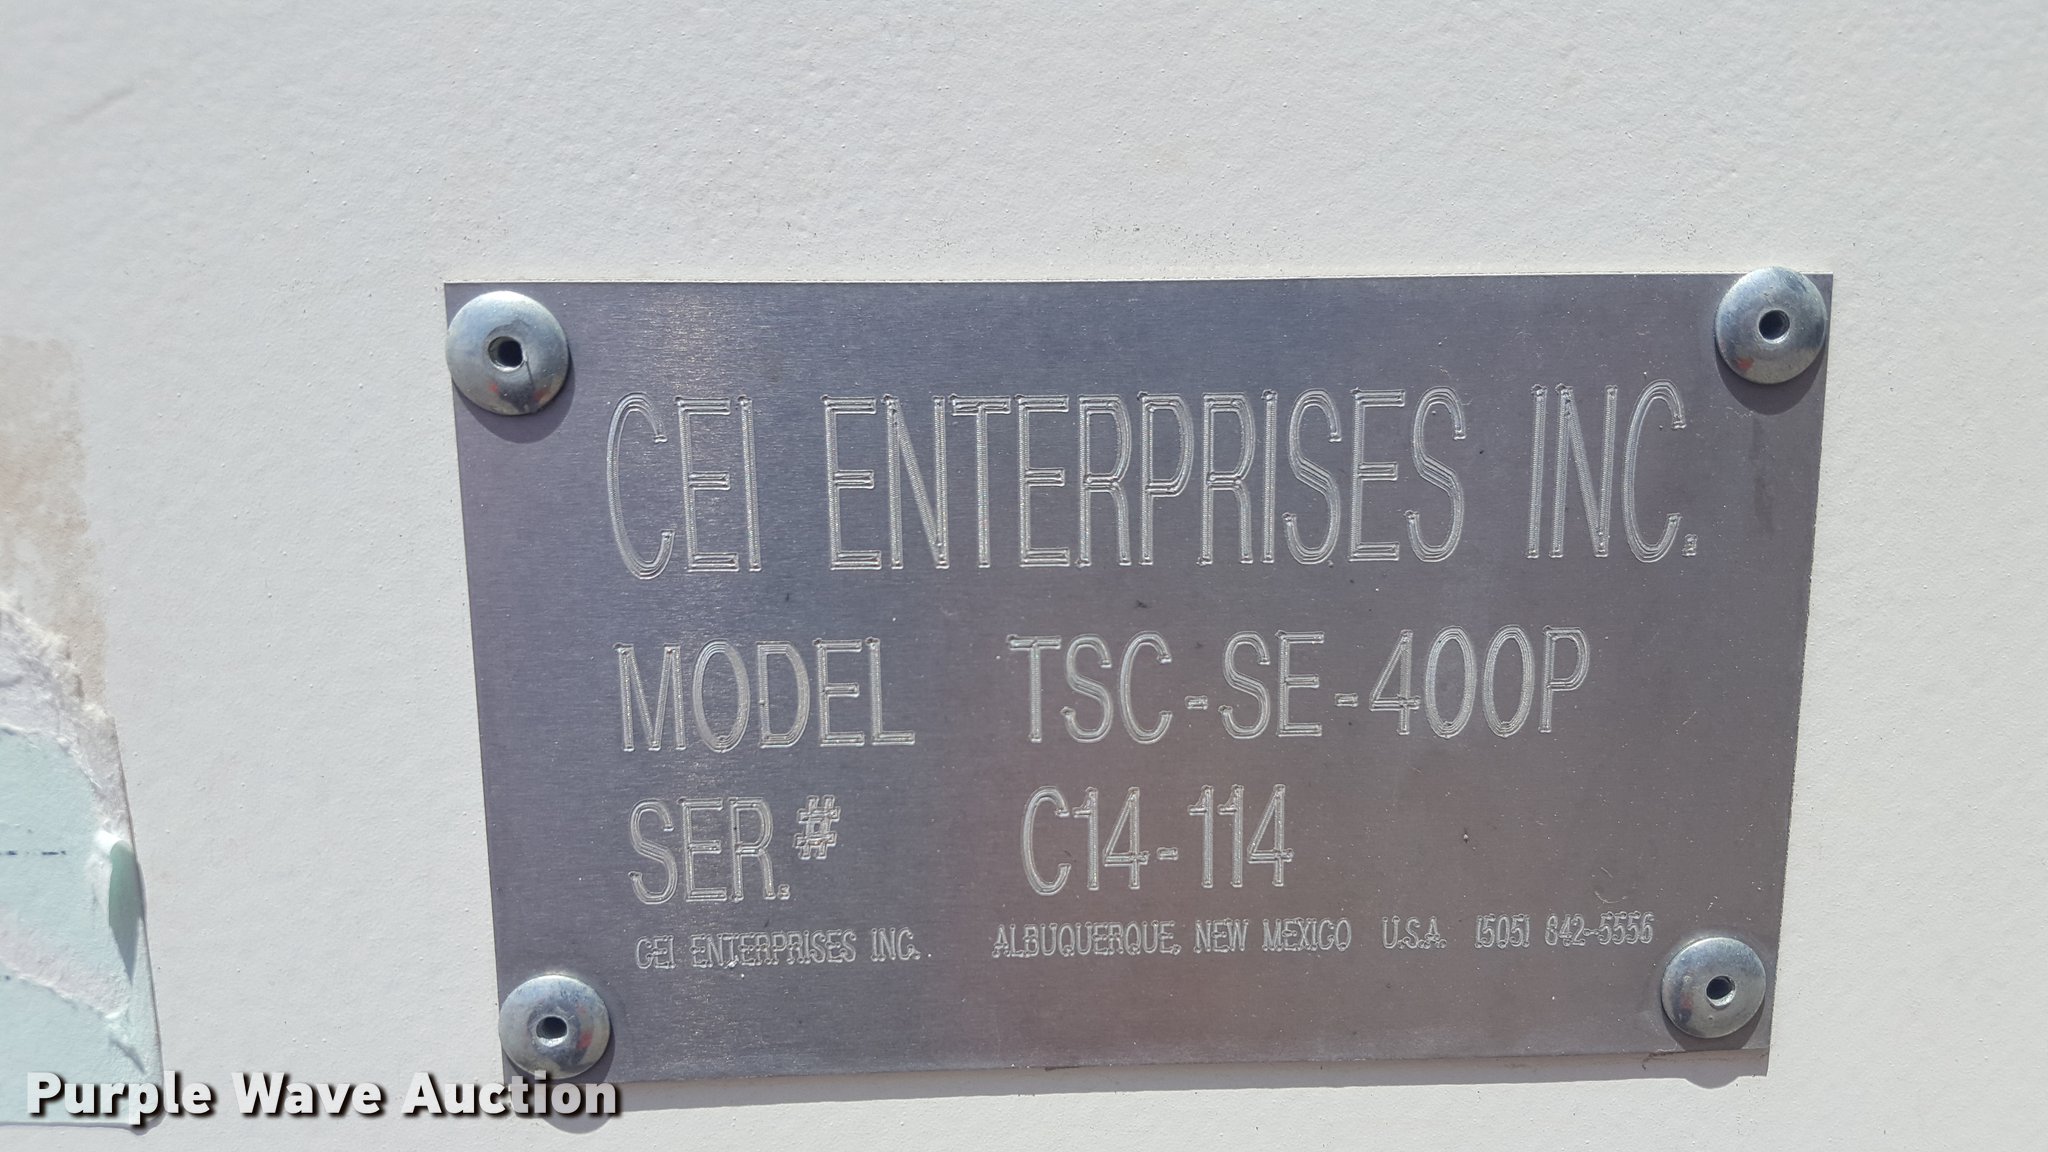 CEI ENTERPRISES INC.
MODEL TSC-SE-400P
SER.# C14-114
CEI ENTERPRISES INC. ALBUQUERQUE, NEW MEXICO U.S.A. (505) 842-5556
Purple Wave Auction